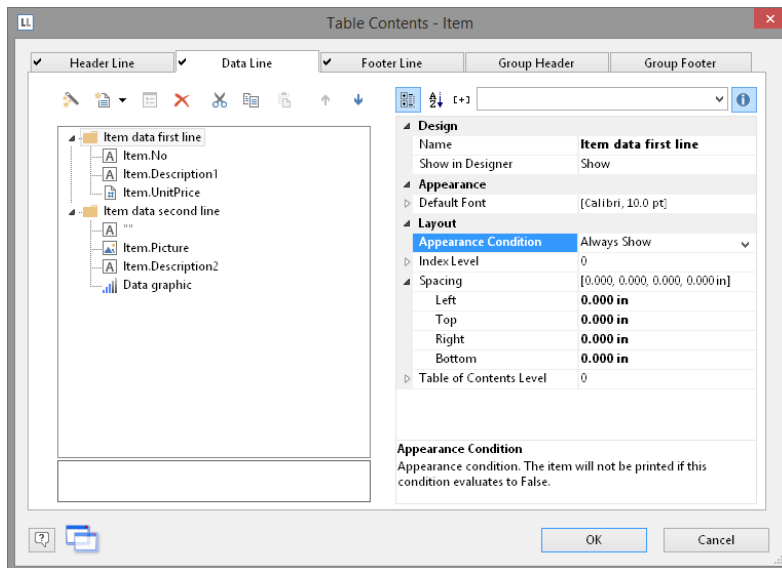 LL Table Contents - Item ×
Header Line Data Line Footer Line Group Header Group Footer
A Z [+]
Item data first line
A Item.No
A Item.Description1
# Item.UnitPrice
Item data second line
A ""
Item.Picture
A Item.Description2
Data graphic
Design
Name Item data first line
Show in Designer Show
Appearance
Default Font [Calibri, 10.0 pt]
Layout
Appearance Condition Always Show
Index Level 0
Spacing [0.000, 0.000, 0.000, 0.000 in]
Left 0.000 in
Top 0.000 in
Right 0.000 in
Bottom 0.000 in
Table of Contents Level 0
Appearance Condition
Appearance condition. The item will not be printed if this
condition evaluates to False.
? OK Cancel